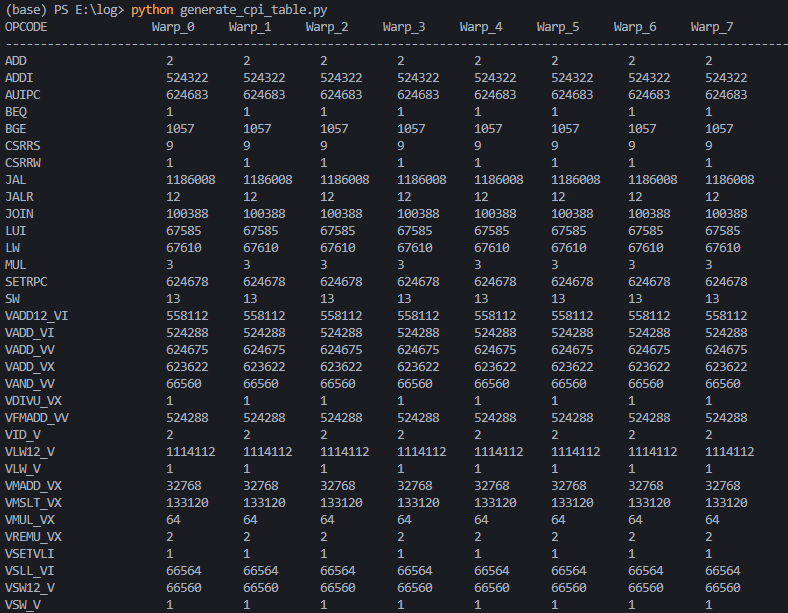 (base) PS E:\log> python generate_cpi_table.py
OPCODE Warp_0 Warp_1 Warp_2 Warp_3 Warp_4 Warp_5 Warp_6 Warp_7
----------------------------------------------------------------------------------------------------
ADD 2 2 2 2 2 2 2 2
ADDI 524322 524322 524322 524322 524322 524322 524322 524322
AUIPC 624683 624683 624683 624683 624683 624683 624683 624683
BEQ 1 1 1 1 1 1 1 1
BGE 1057 1057 1057 1057 1057 1057 1057 1057
CSRRS 9 9 9 9 9 9 9 9
CSRRW 1 1 1 1 1 1 1 1
JAL 1186008 1186008 1186008 1186008 1186008 1186008 1186008 1186008
JALR 12 12 12 12 12 12 12 12
JOIN 100388 100388 100388 100388 100388 100388 100388 100388
LUI 67585 67585 67585 67585 67585 67585 67585 67585
LW 67610 67610 67610 67610 67610 67610 67610 67610
MUL 3 3 3 3 3 3 3 3
SETRPC 624678 624678 624678 624678 624678 624678 624678 624678
SW 13 13 13 13 13 13 13 13
VADD12_VI 558112 558112 558112 558112 558112 558112 558112 558112
VADD_VI 524288 524288 524288 524288 524288 524288 524288 524288
VADD_VV 624675 624675 624675 624675 624675 624675 624675 624675
VADD_VX 623622 623622 623622 623622 623622 623622 623622 623622
VAND_VV 66560 66560 66560 66560 66560 66560 66560 66560
VDIVU_VX 1 1 1 1 1 1 1 1
VFMADD_VV 524288 524288 524288 524288 524288 524288 524288 524288
VID_V 2 2 2 2 2 2 2 2
VLW12_V 1114112 1114112 1114112 1114112 1114112 1114112 1114112 1114112
VLW_V 1 1 1 1 1 1 1 1
VMADD_VX 32768 32768 32768 32768 32768 32768 32768 32768
VMSLT_VX 133120 133120 133120 133120 133120 133120 133120 133120
VMUL_VX 64 64 64 64 64 64 64 64
VREMU_VX 2 2 2 2 2 2 2 2
VSETVLI 1 1 1 1 1 1 1 1
VSLL_VI 66564 66564 66564 66564 66564 66564 66564 66564
VSW12_V 66560 66560 66560 66560 66560 66560 66560 66560
VSW_V 1 1 1 1 1 1 1 1